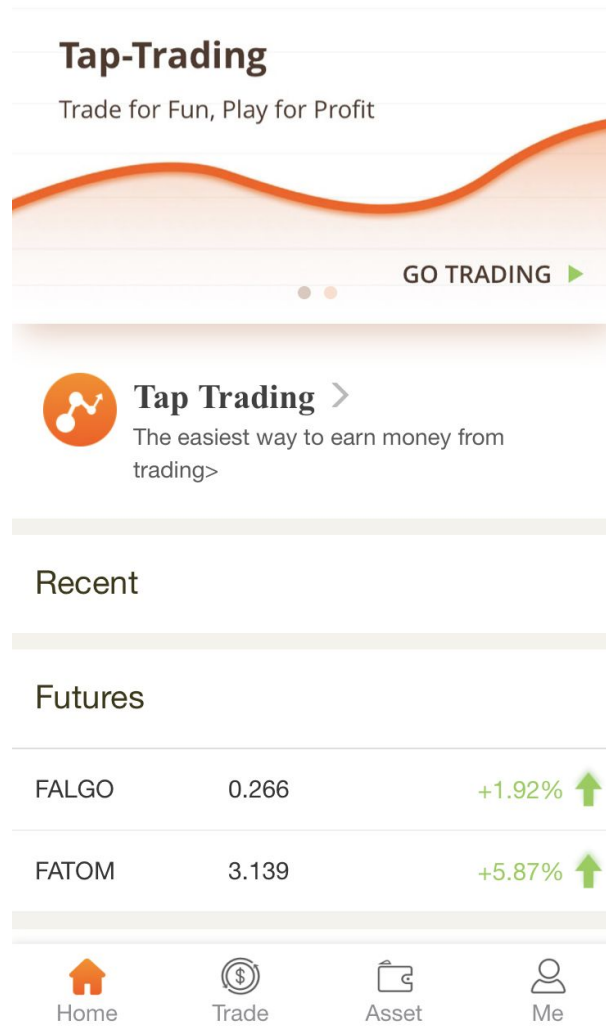 Tap-Trading
Trade for Fun, Play for Profit
GO TRADING
Tap Trading
The easiest way to earn money from
trading>
Recent
Futures
FALGO 0.266 +1.92%
FATOM 3.139 +5.87%
Home Trade Asset Me